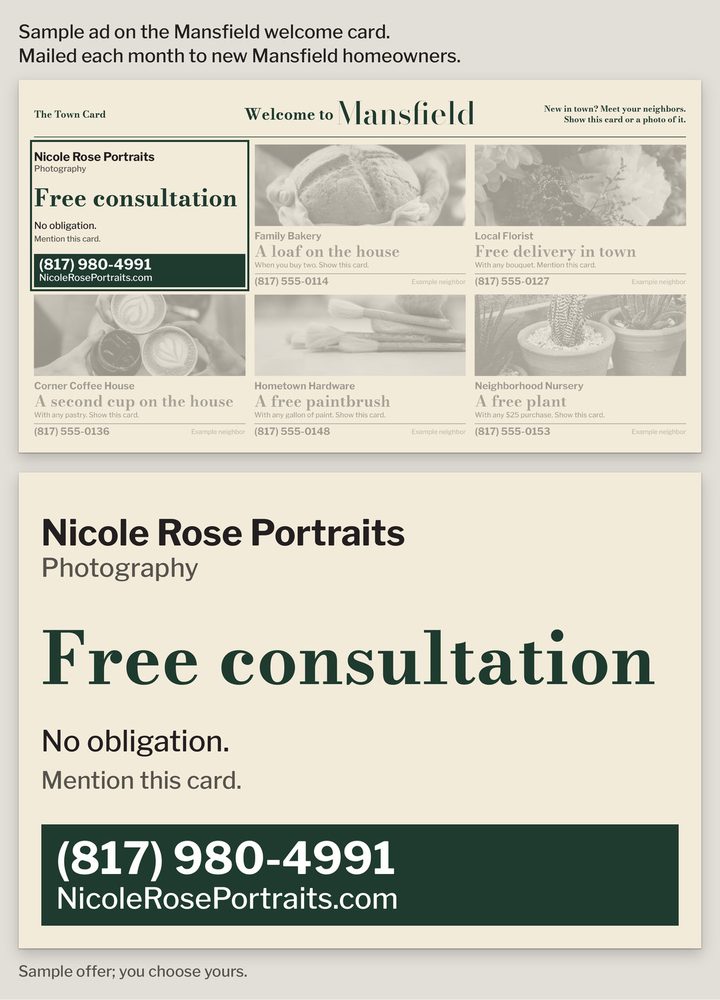 Sample ad on the Mansfield welcome card.
Mailed each month to new Mansfield homeowners.
The Town Card
Welcome to Mansfield
New in town? Meet your neighbors.
Show this card or a photo of it.
Nicole Rose Portraits
Photography
Free consultation
No obligation.
Mention this card.
(817) 980-4991
NicoleRosePortraits.com
Family Bakery
A loaf on the house
When you buy two. Show this card.
(817) 555-0114
Example neighbor
Local Florist
Free delivery in town
With any bouquet. Mention this card.
(817) 555-0127
Example neighbor
Corner Coffee House
A second cup on the house
With any pastry. Show this card.
(817) 555-0136
Example neighbor
Hometown Hardware
A free paintbrush
With any gallon of paint. Show this card.
(817) 555-0148
Example neighbor
Neighborhood Nursery
A free plant
With any $25 purchase. Show this card.
(817) 555-0153
Example neighbor
Nicole Rose Portraits
Photography
Free consultation
No obligation.
Mention this card.
(817) 980-4991
NicoleRosePortraits.com
Sample offer; you choose yours.